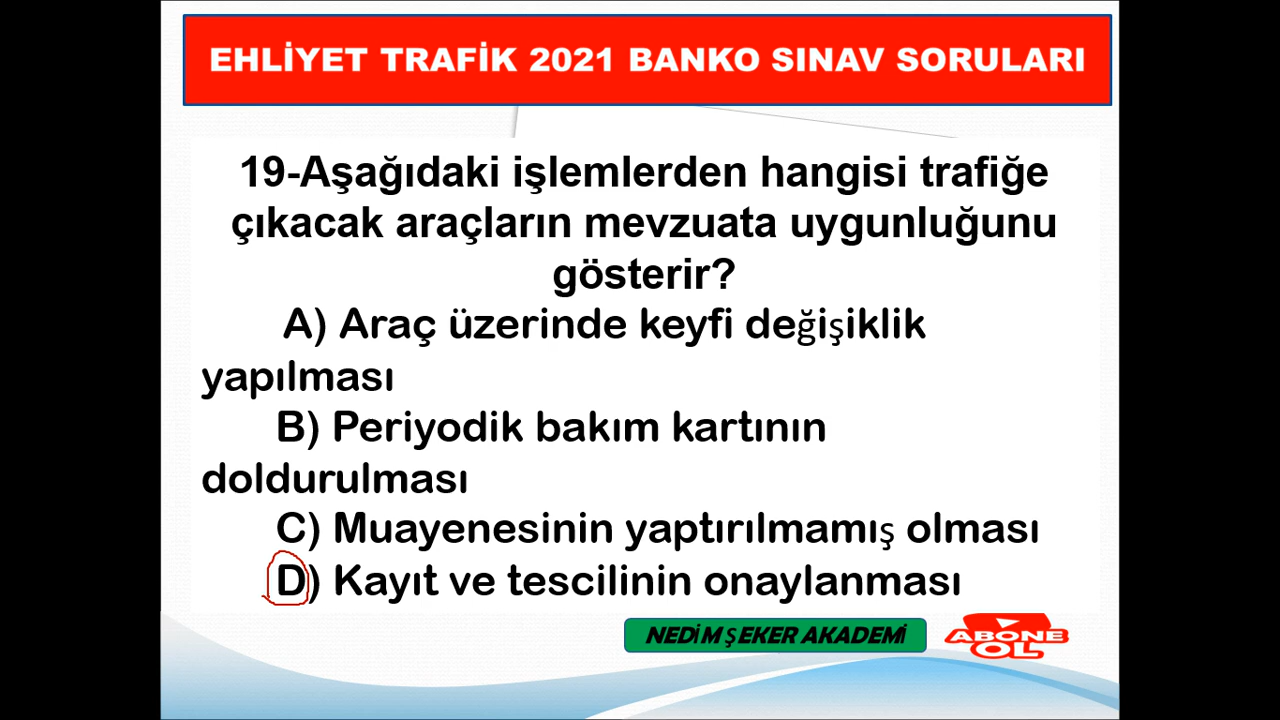 EHLİYET TRAFİK 2021 BANKO SINAV SORULARI
19-Aşağıdaki işlemlerden hangisi trafiğe
çıkacak araçların mevzuata uygunluğunu
gösterir?
A) Araç üzerinde keyfi değişiklik
yapılması
B) Periyodik bakım kartının
doldurulması
C) Muayenesinin yaptırılmamış olması
D) Kayıt ve tescilinin onaylanması
NEDİM ŞEKER AKADEMİ
ABONE
OL